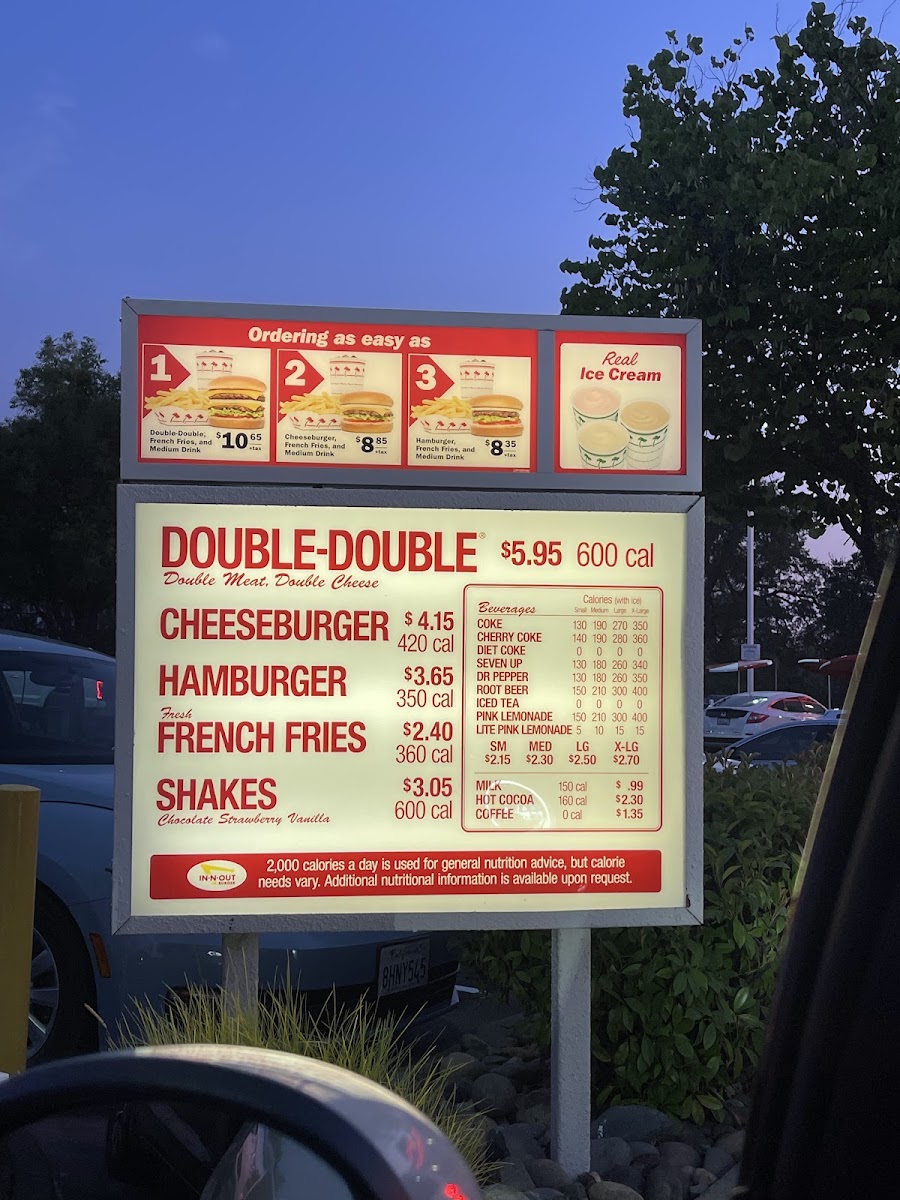 Ordering as easy as
1
Double-Double,
French Fries, and
Medium Drink
$10 65
+tax
2
Cheeseburger,
French Fries, and
Medium Drink
$8 85
+tax
3
Hamburger,
French Fries, and
Medium Drink
$8 35
+tax
Real
Ice Cream
DOUBLE-DOUBLE® $5.95 600 cal
Double Meat, Double Cheese
CHEESEBURGER $4.15
420 cal
HAMBURGER $3.65
350 cal
Fresh
FRENCH FRIES $2.40
360 cal
SHAKES $3.05
Chocolate Strawberry Vanilla 600 cal
Beverages Calories (with ice)
Small Medium Large X-Large
COKE 130 190 270 350
CHERRY COKE 140 190 280 360
DIET COKE 0 0 0 0
SEVEN UP 130 180 260 340
DR PEPPER 130 180 260 350
ROOT BEER 150 210 300 400
ICED TEA 0 0 0 0
PINK LEMONADE 150 210 300 400
LITE PINK LEMONADE 5 10 15 15
SM MED LG X-LG
$2.15 $2.30 $2.50 $2.70
MILK 150 cal $ .99
HOT COCOA 160 cal $2.30
COFFEE 0 cal $1.35
IN-N-OUT
BURGER
2,000 calories a day is used for general nutrition advice, but calorie
needs vary. Additional nutritional information is available upon request.
8HNY545